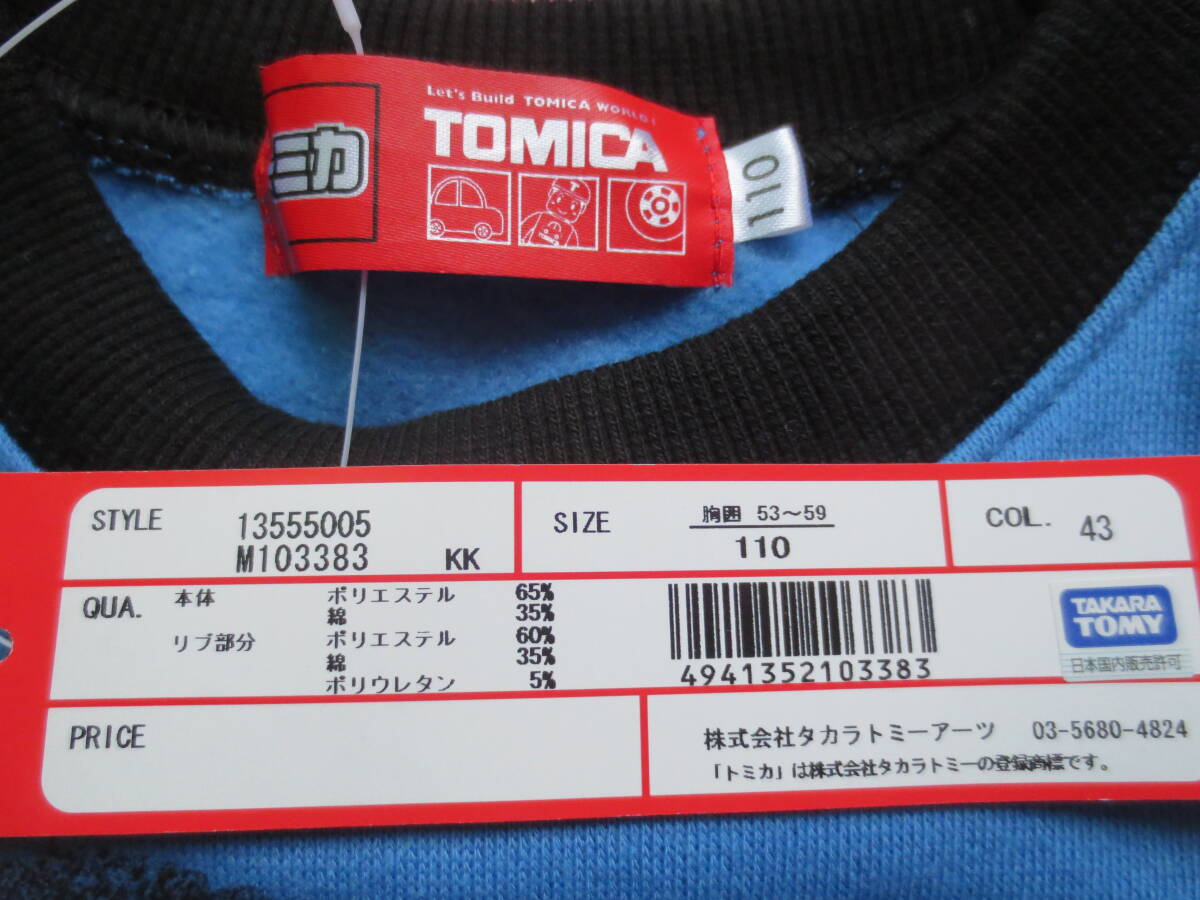 Let's Build TOMICA WORLD!
TOMICA
ミカ
110
STYLE
13555005
M103383 KK
SIZE
胸囲 53～59
110
COL. 43
QUA.
本体 ポリエステル 65%
綿 35%
リブ部分 ポリエステル 60%
綿 35%
ポリウレタン 5%
4941352103383
TAKARA
TOMY
日本国内販売許可
PRICE
株式会社タカラトミーアーツ 03-5680-4824
「トミカ」は株式会社タカラトミーの登録商標です。